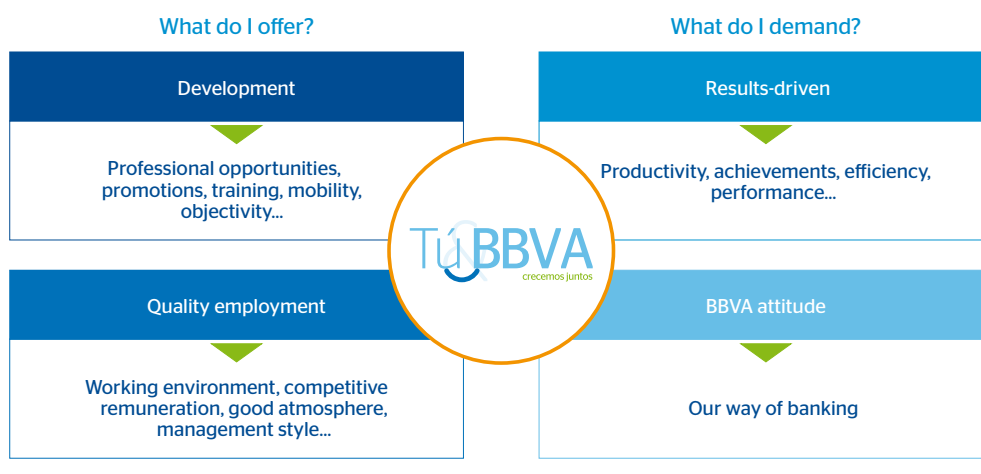 What do I offer?
What do I demand?
Development
Professional opportunities,
promotions, training, mobility,
objectivity...
Results-driven
Productivity, achievements, efficiency,
performance...
Tú BBVA
crecemos juntos
Quality employment
Working environment, competitive
remuneration, good atmosphere,
management style...
BBVA attitude
Our way of banking